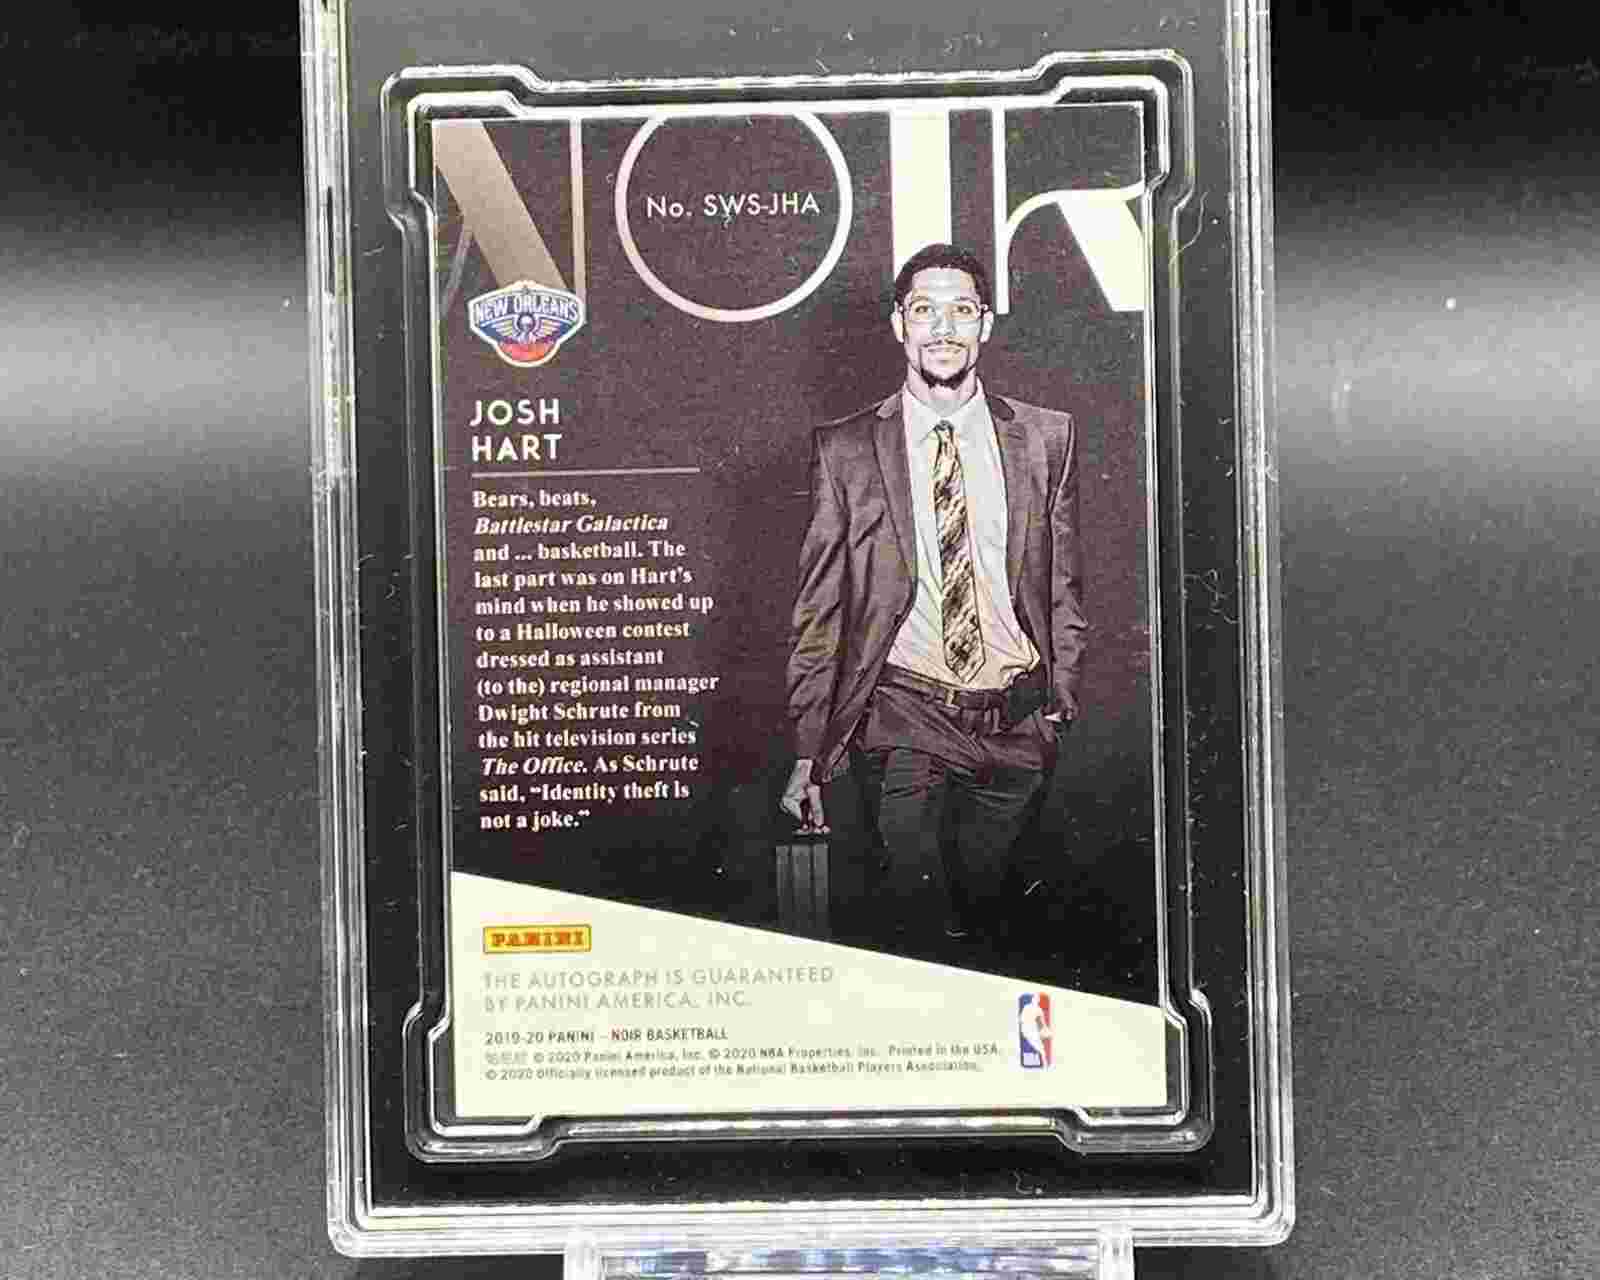 NOIR
No. SWS-JHA
NEW ORLEANS
JOSH
HART
Bears, beats,
Battlestar Galactica
and ... basketball. The
last part was on Hart's
mind when he showed up
to a Halloween contest
dressed as assistant
(to the) regional manager
Dwight Schrute from
the hit television series
The Office. As Schrute
said, "Identity theft is
not a joke."
PANINI
THE AUTOGRAPH IS GUARANTEED
BY PANINI AMERICA, INC.
2019-20 PANINI – NOIR BASKETBALL
© 2020 Panini America, Inc. © 2020 NBA Properties, Inc. Printed in the USA.
© 2020 Officially licensed product of the National Basketball Players Association.
NBA